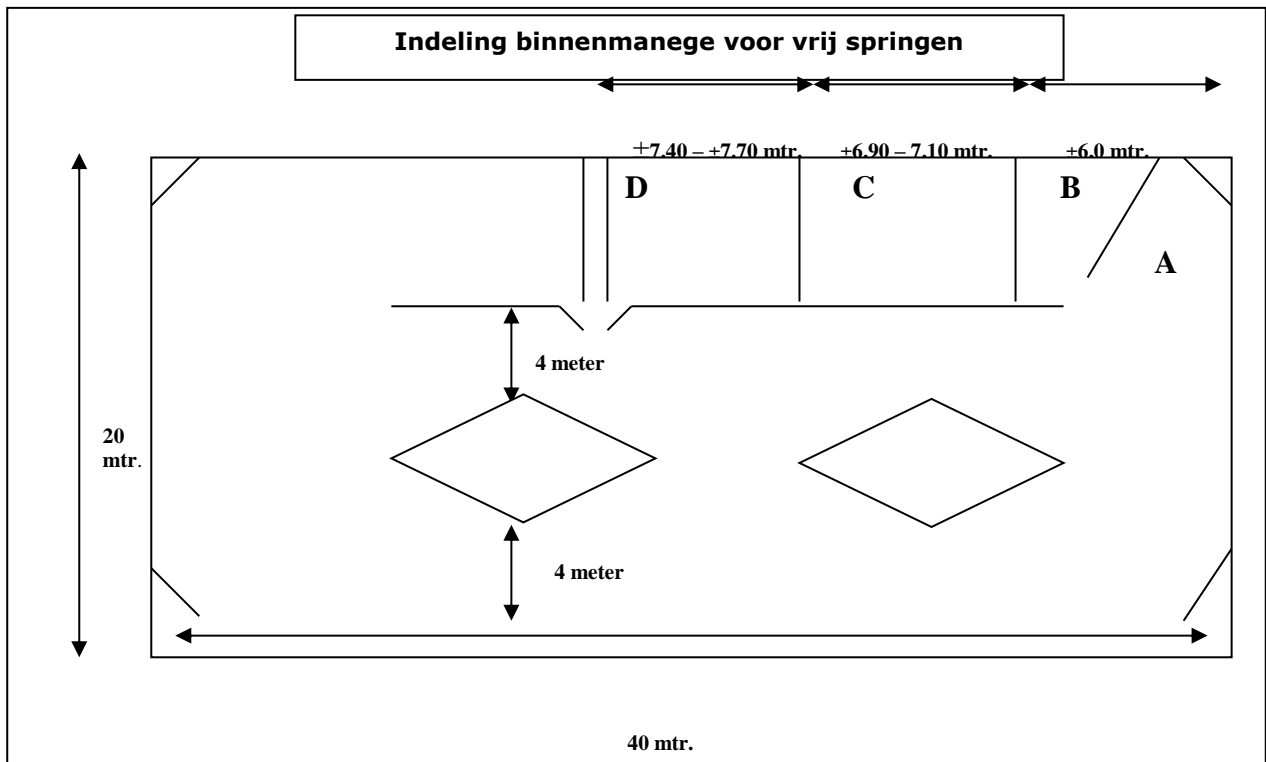 Indeling binnenmanege voor vrij springen
+7.40 – +7.70 mtr. +6.90 – 7.10 mtr. +6.0 mtr.
D C B
A
4 meter
20
mtr.
4 meter
40 mtr.